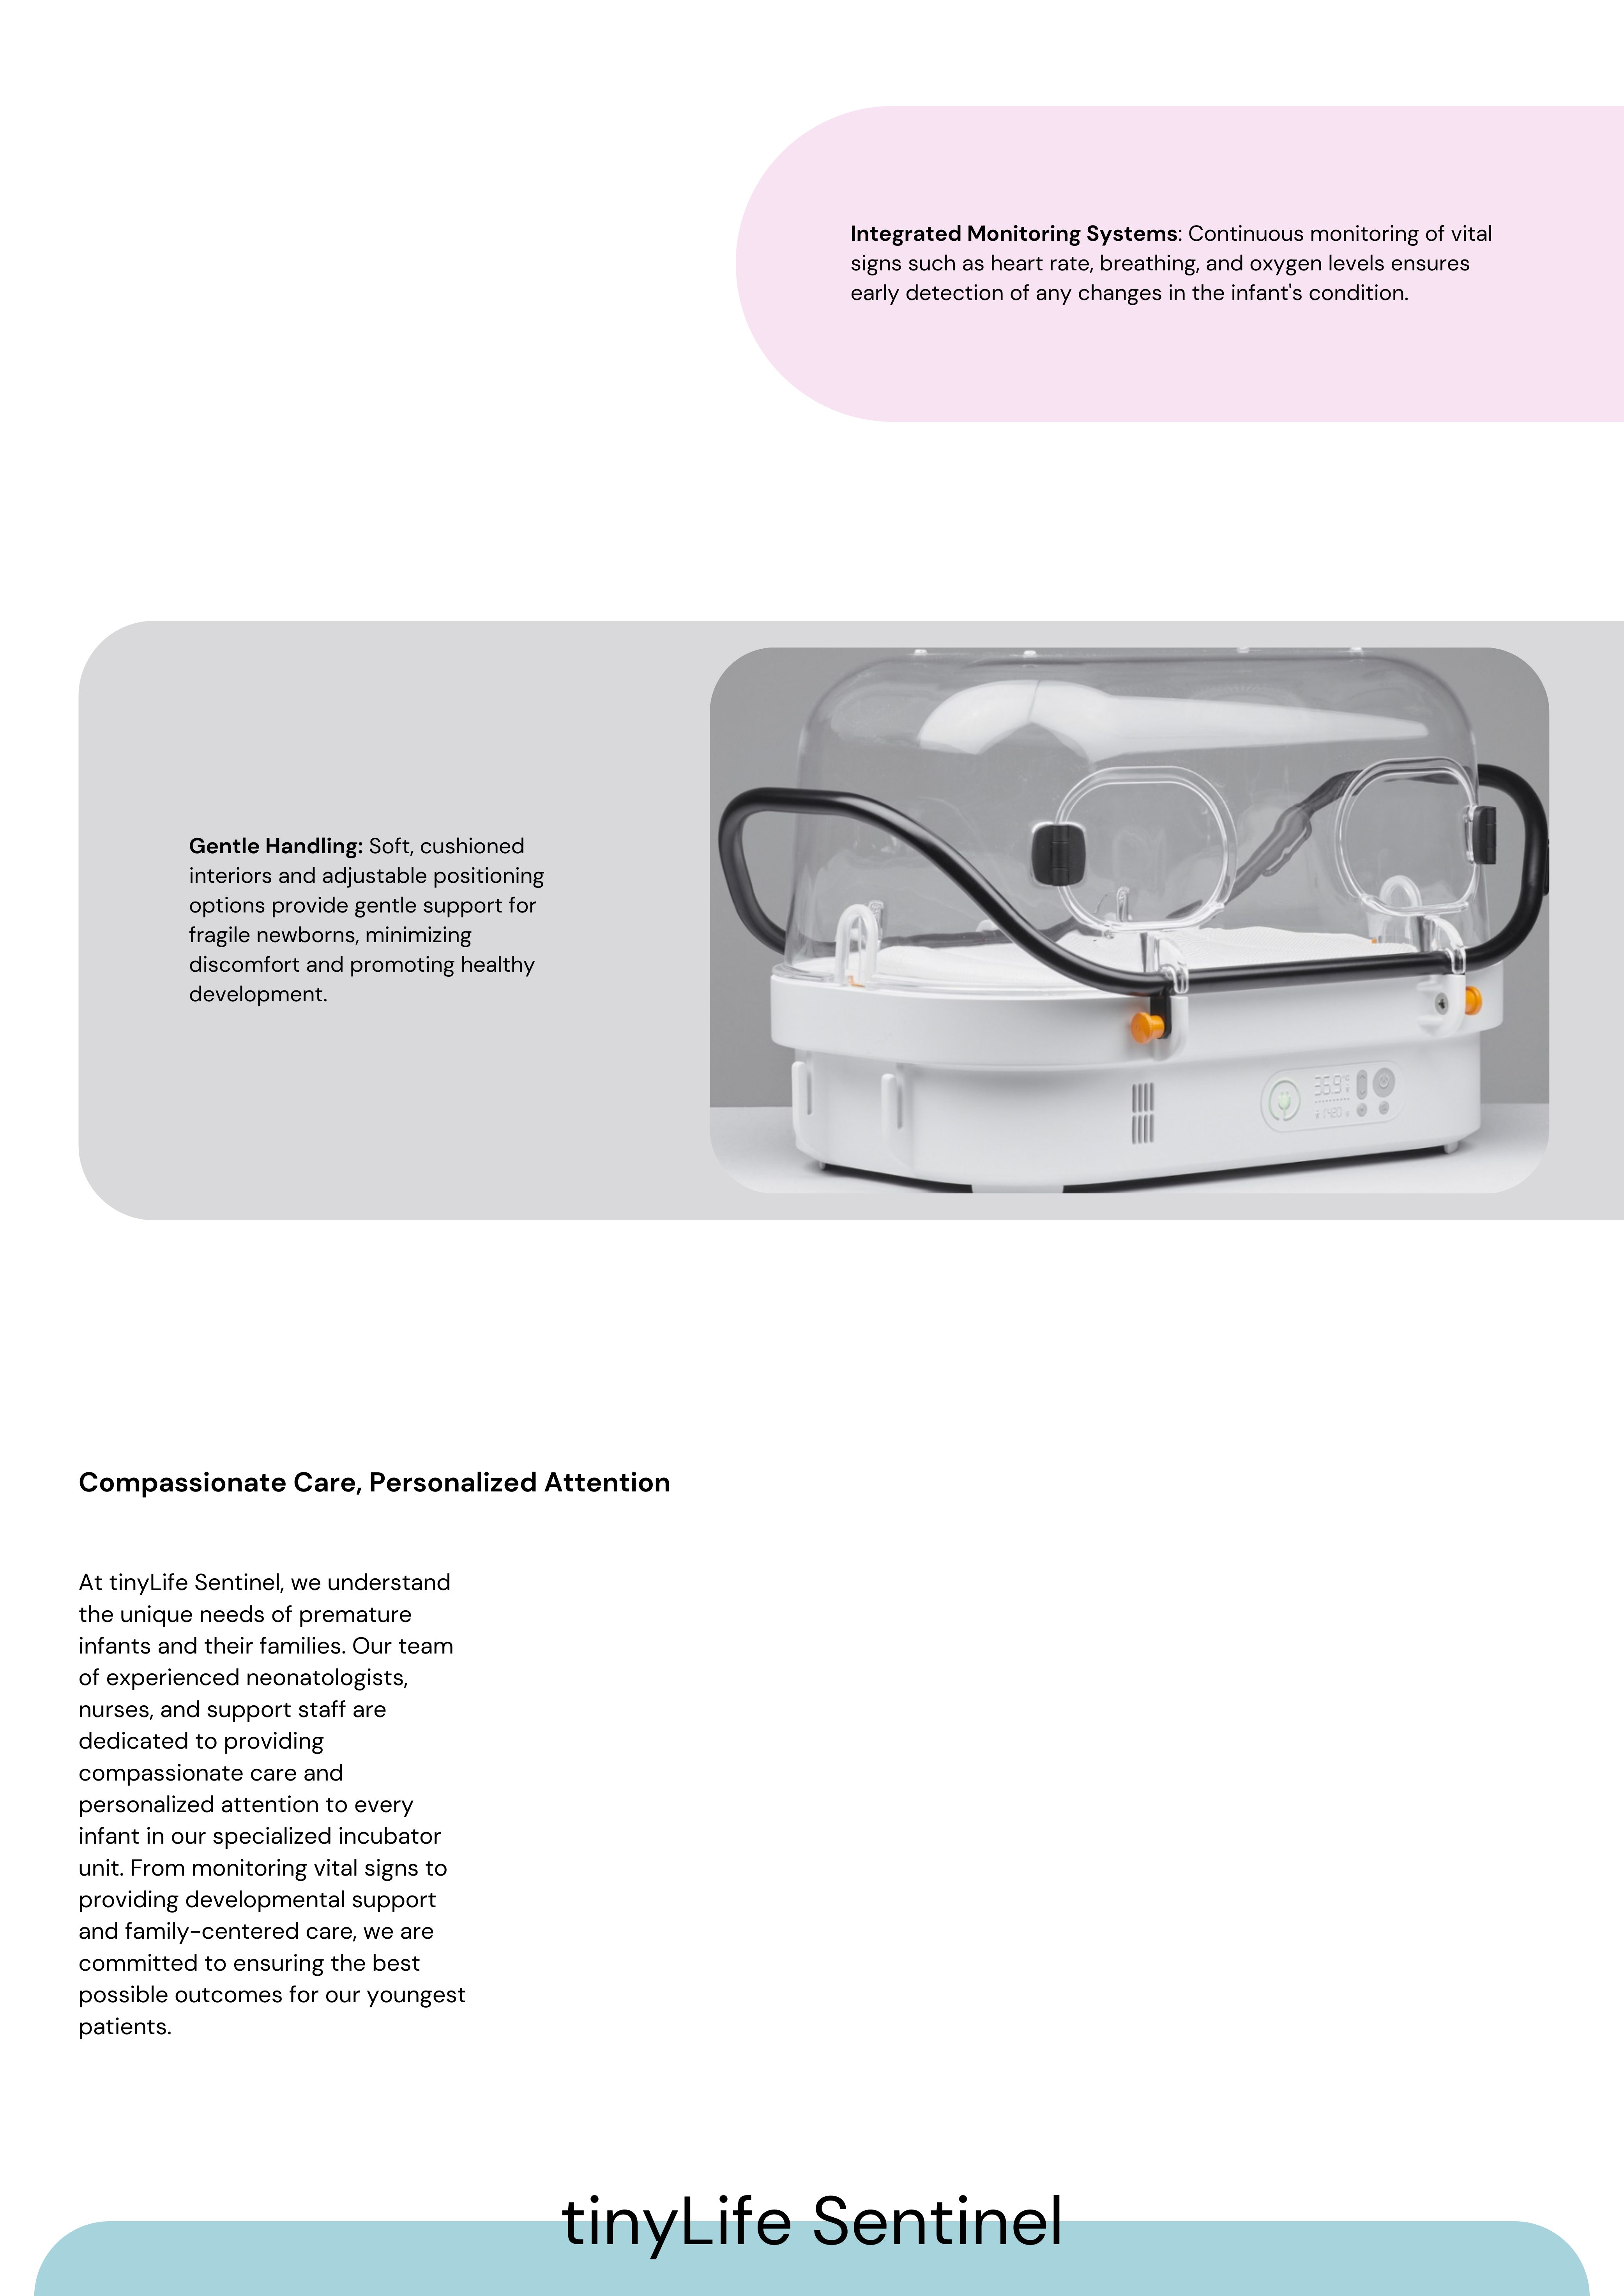 Integrated Monitoring Systems: Continuous monitoring of vital
signs such as heart rate, breathing, and oxygen levels ensures
early detection of any changes in the infant's condition.
Gentle Handling: Soft, cushioned
interiors and adjustable positioning
options provide gentle support for
fragile newborns, minimizing
discomfort and promoting healthy
development.
36.9
Compassionate Care, Personalized Attention
At tinyLife Sentinel, we understand
the unique needs of premature
infants and their families. Our team
of experienced neonatologists,
nurses, and support staff are
dedicated to providing
compassionate care and
personalized attention to every
infant in our specialized incubator
unit. From monitoring vital signs to
providing developmental support
and family-centered care, we are
committed to ensuring the best
possible outcomes for our youngest
patients.
tinyLife Sentinel